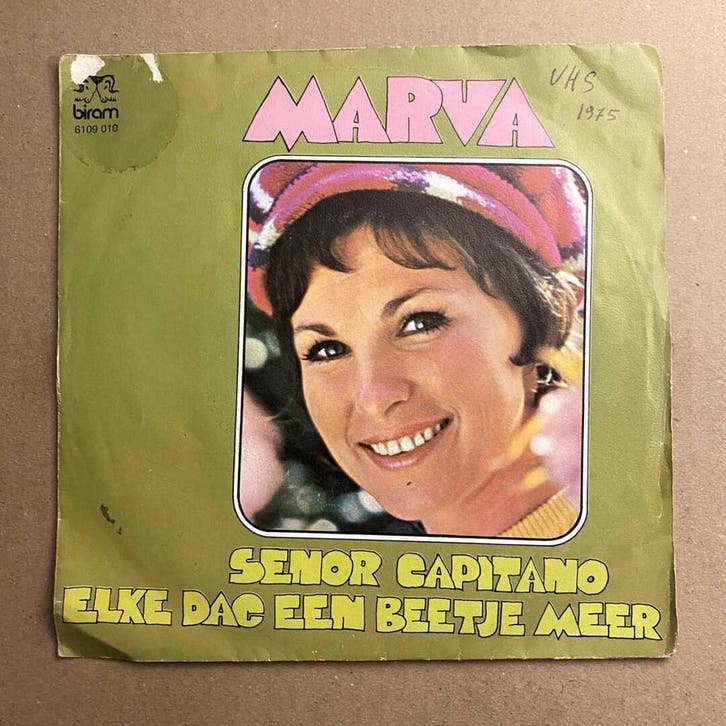 biram
6109 010
MARVA
VHS
1975
SENOR CAPITANO
ELKE DAG EEN BEETJE MEER